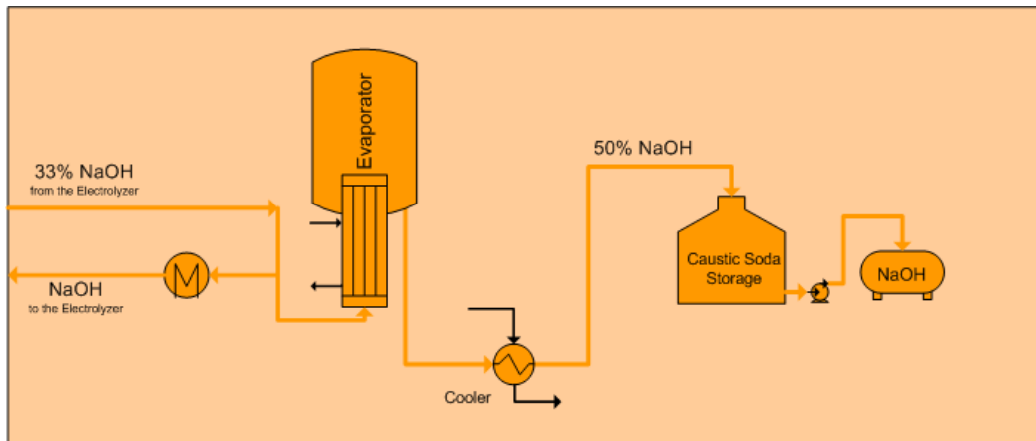 Evaporator
33% NaOH
from the Electrolyzer
50% NaOH
Caustic Soda
Storage
NaOH
NaOH
to the Electrolyzer
Cooler